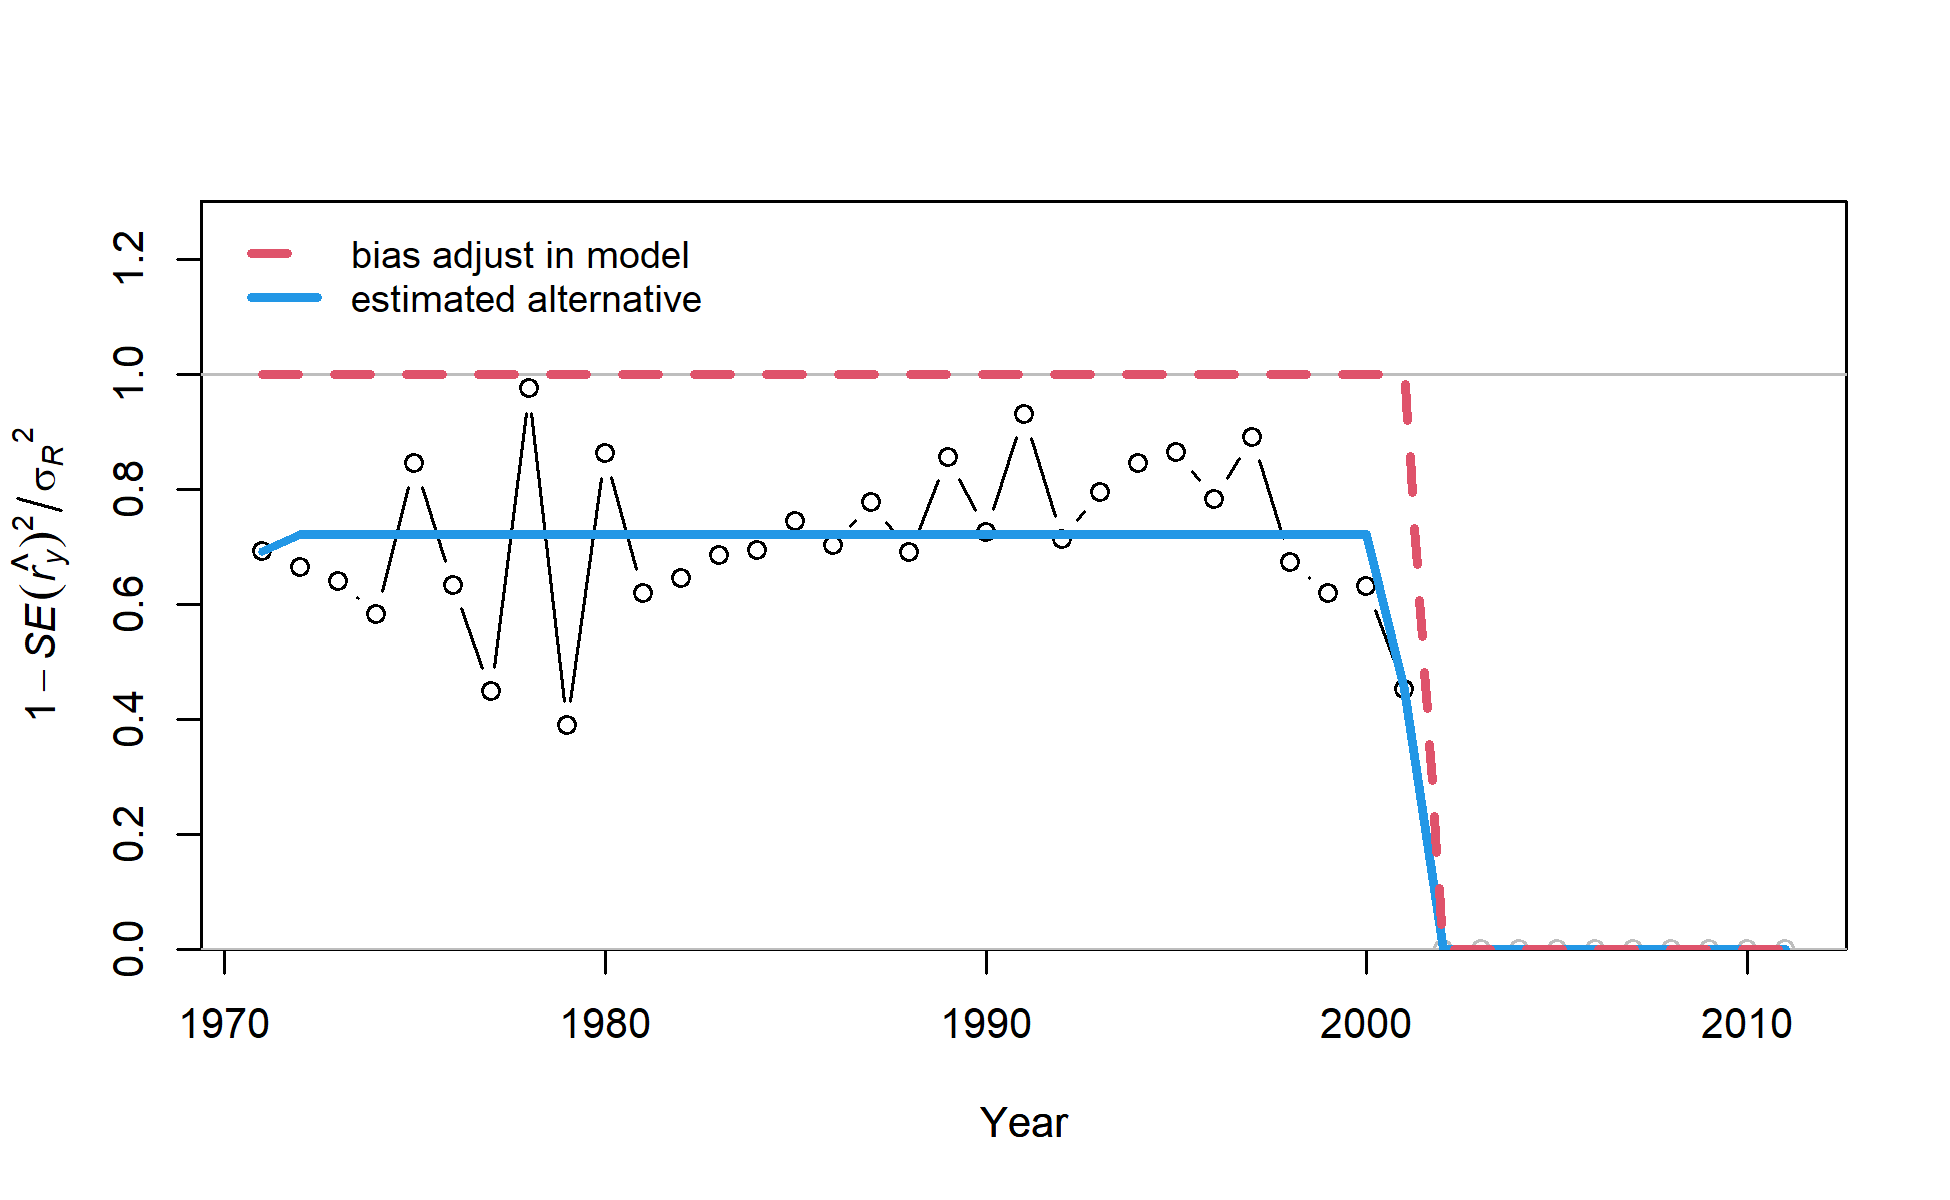 bias adjust in model
estimated alternative
1.2
1.0
0.8
0.6
0.4
0.2
0.0
1 − SE(r̂y)² / σR²
1970 1980 1990 2000 2010
Year